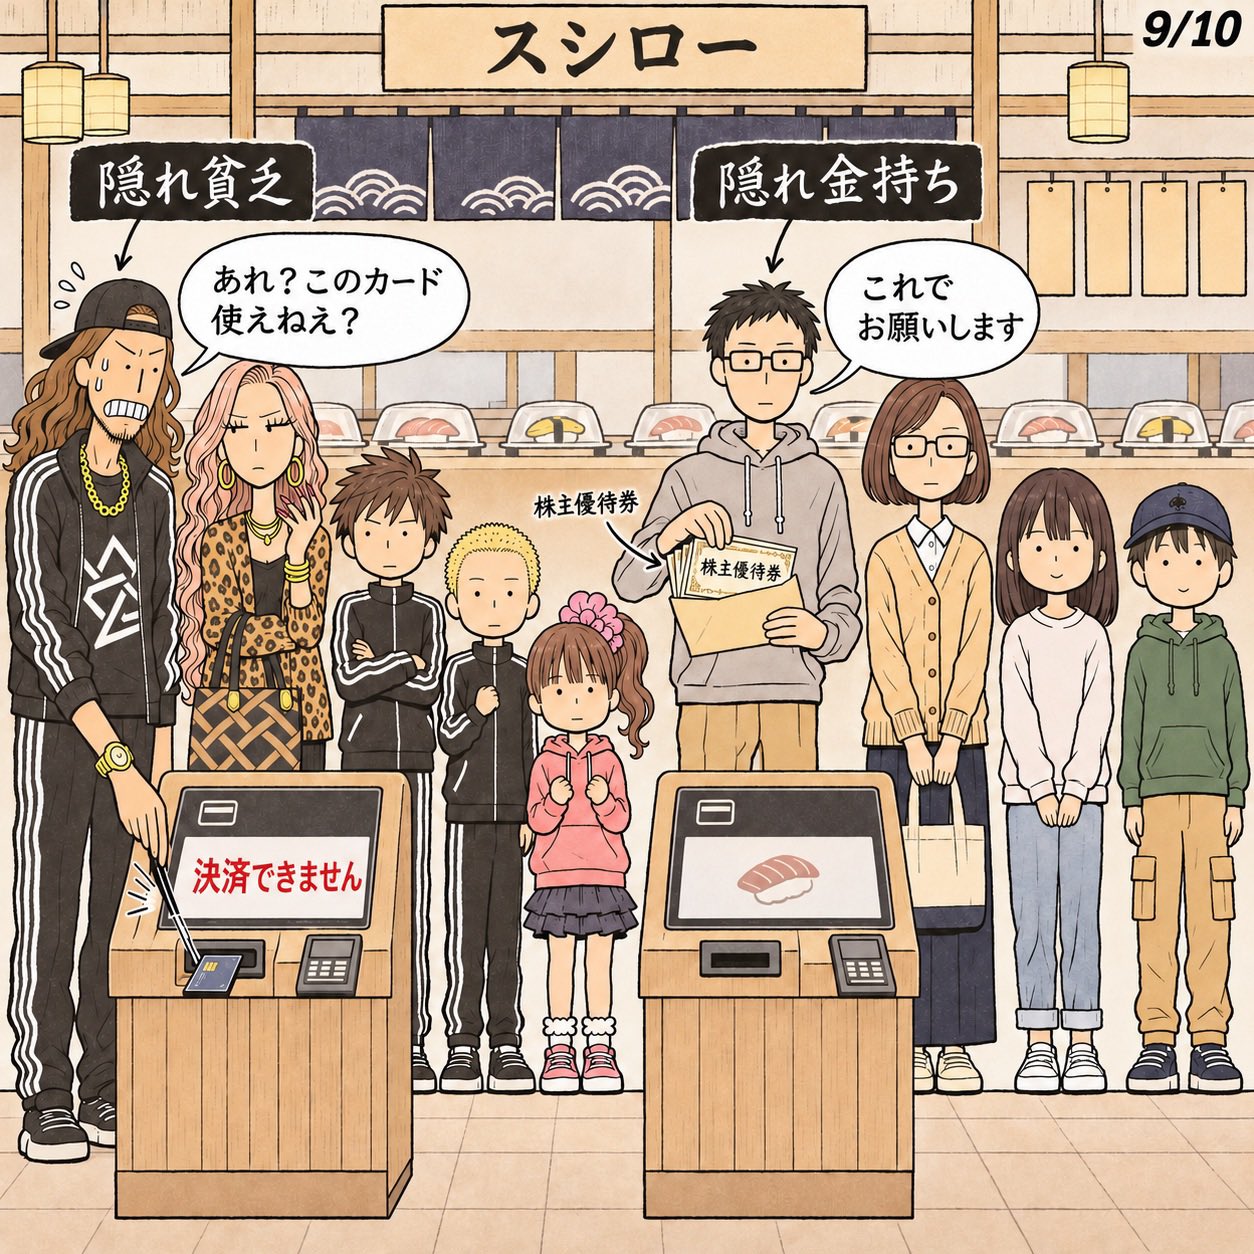 スシロー
9/10
隠れ貧乏
隠れ金持ち
あれ?このカード
使えねえ?
これで
お願いします
株主優待券
株主優待券
決済できません